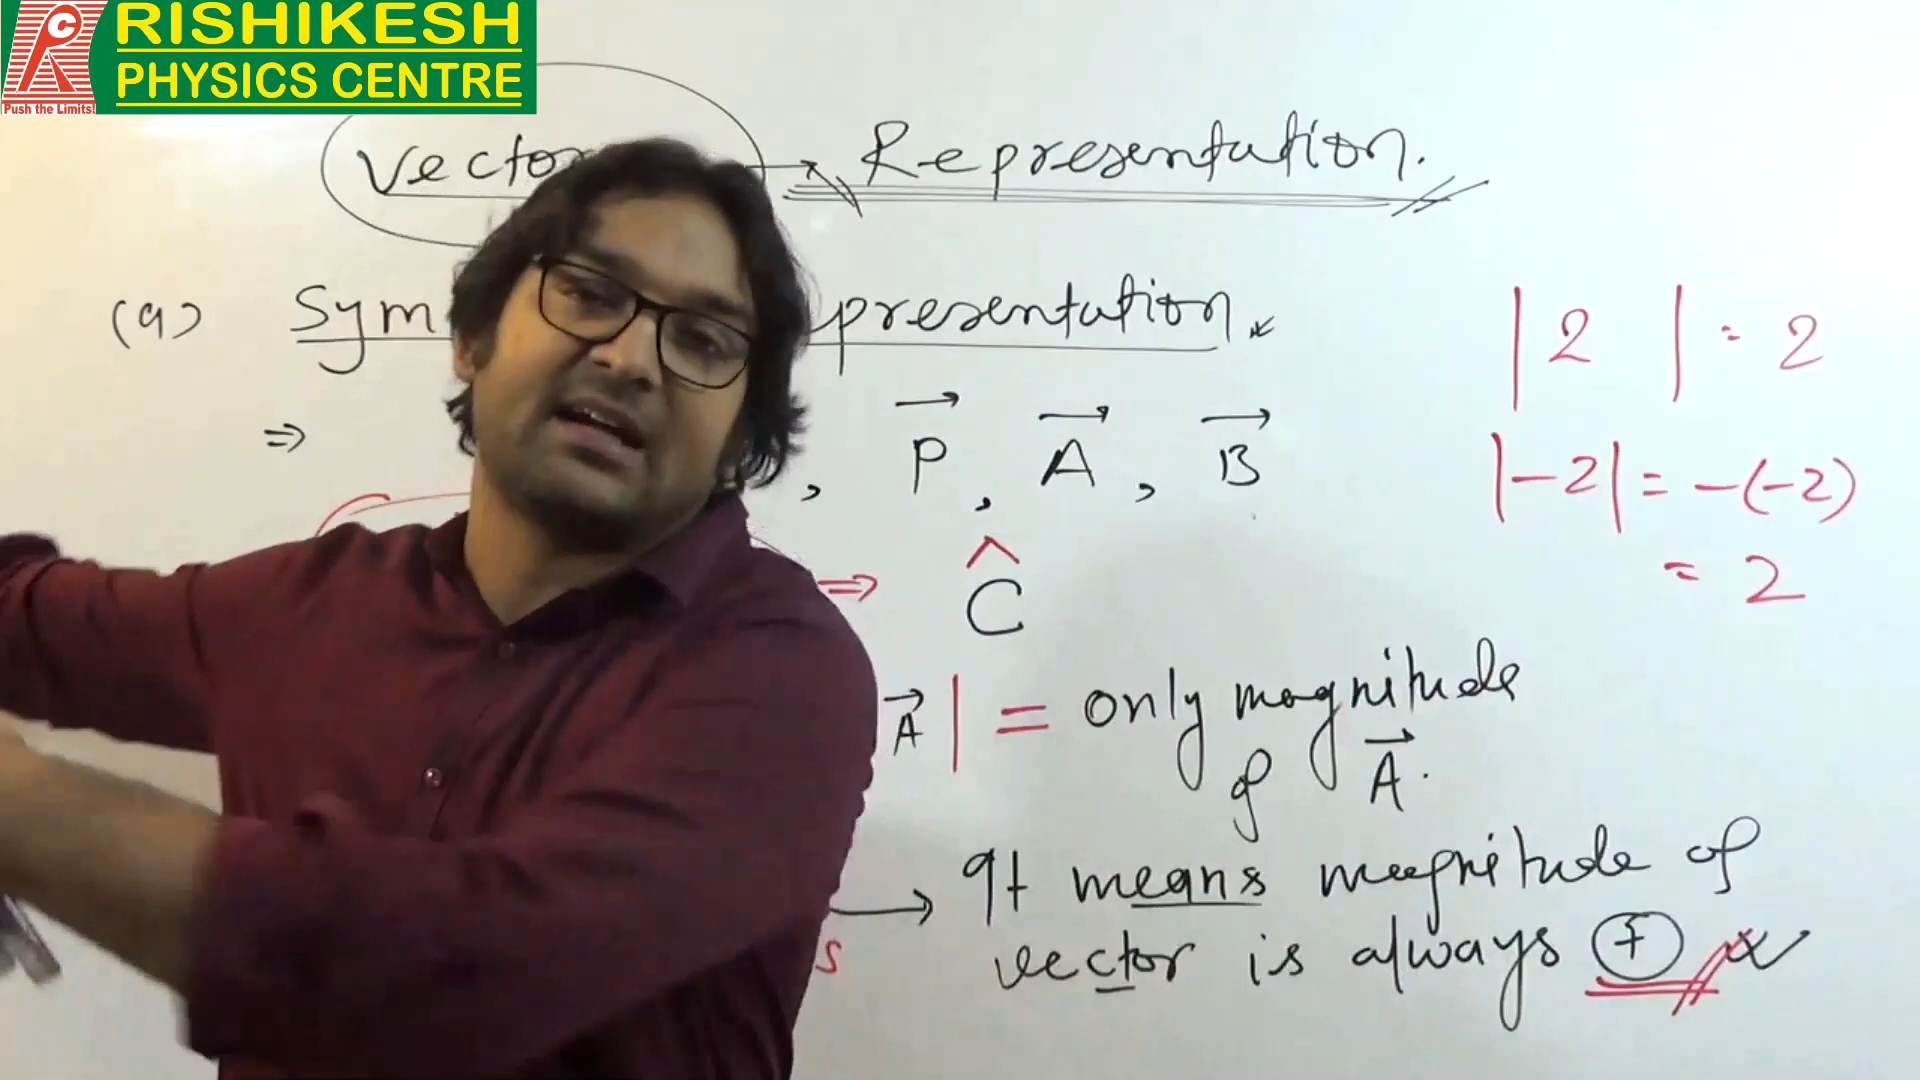 RISHIKESH
PHYSICS CENTRE
Push the Limits!
Vecto → Representation.
(a) Sym presentation.
| 2 | = 2
⇒ , P⃗, A⃗, B⃗
|-2| = -(-2)
= 2
⇒ Ĉ
A⃗ | = only magnitude
of A⃗.
→ It means magnitude of
s vector is always +